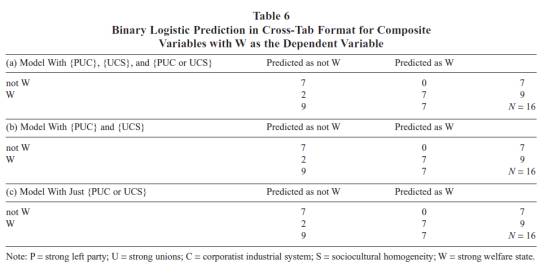 Table 6
Binary Logistic Prediction in Cross-Tab Format for Composite
Variables with W as the Dependent Variable
(a) Model With {PUC}, {UCS}, and {PUC or UCS} Predicted as not W Predicted as W
not W 7 0 7
W 2 7 9
9 7 N = 16
(b) Model With {PUC} and {UCS} Predicted as not W Predicted as W
not W 7 0 7
W 2 7 9
9 7 N = 16
(c) Model With Just {PUC or UCS} Predicted as not W Predicted as W
not W 7 0 7
W 2 7 9
9 7 N = 16
Note: P = strong left party; U = strong unions; C = corporatist industrial system; S = sociocultural homogeneity; W = strong welfare state.